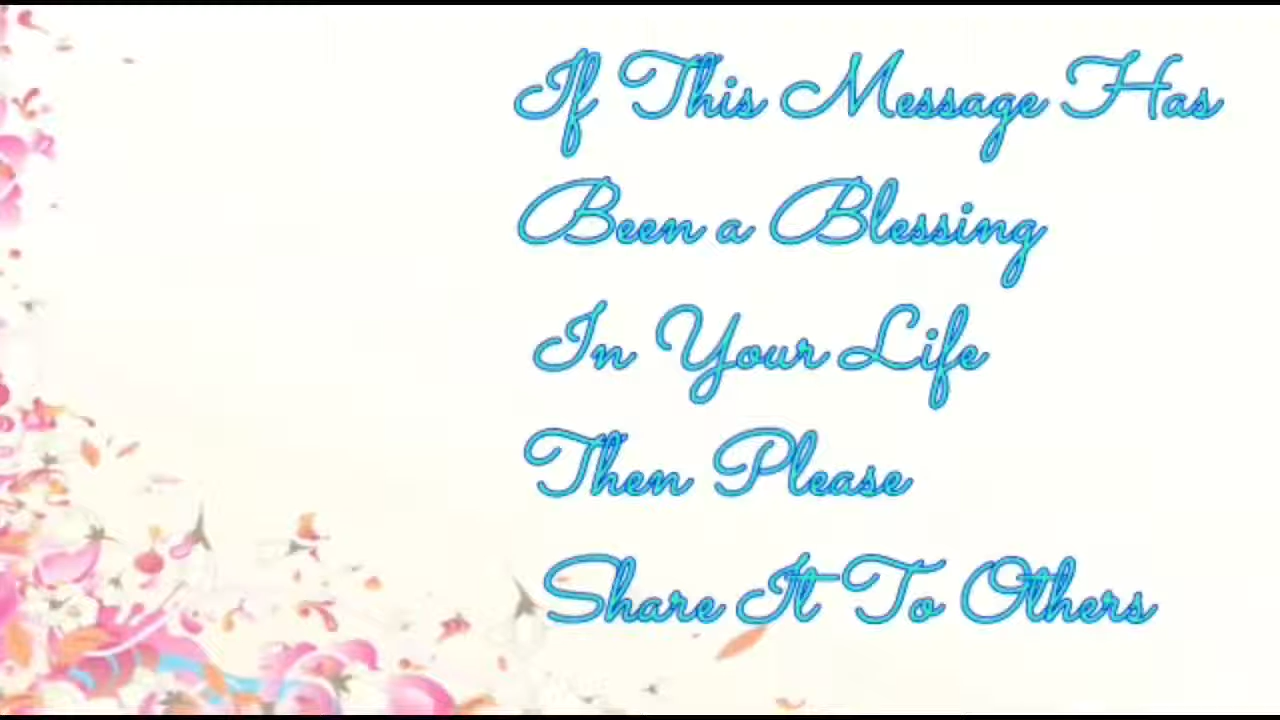 If This Message Has
Been a Blessing
In Your Life
Then Please
Share It To Others